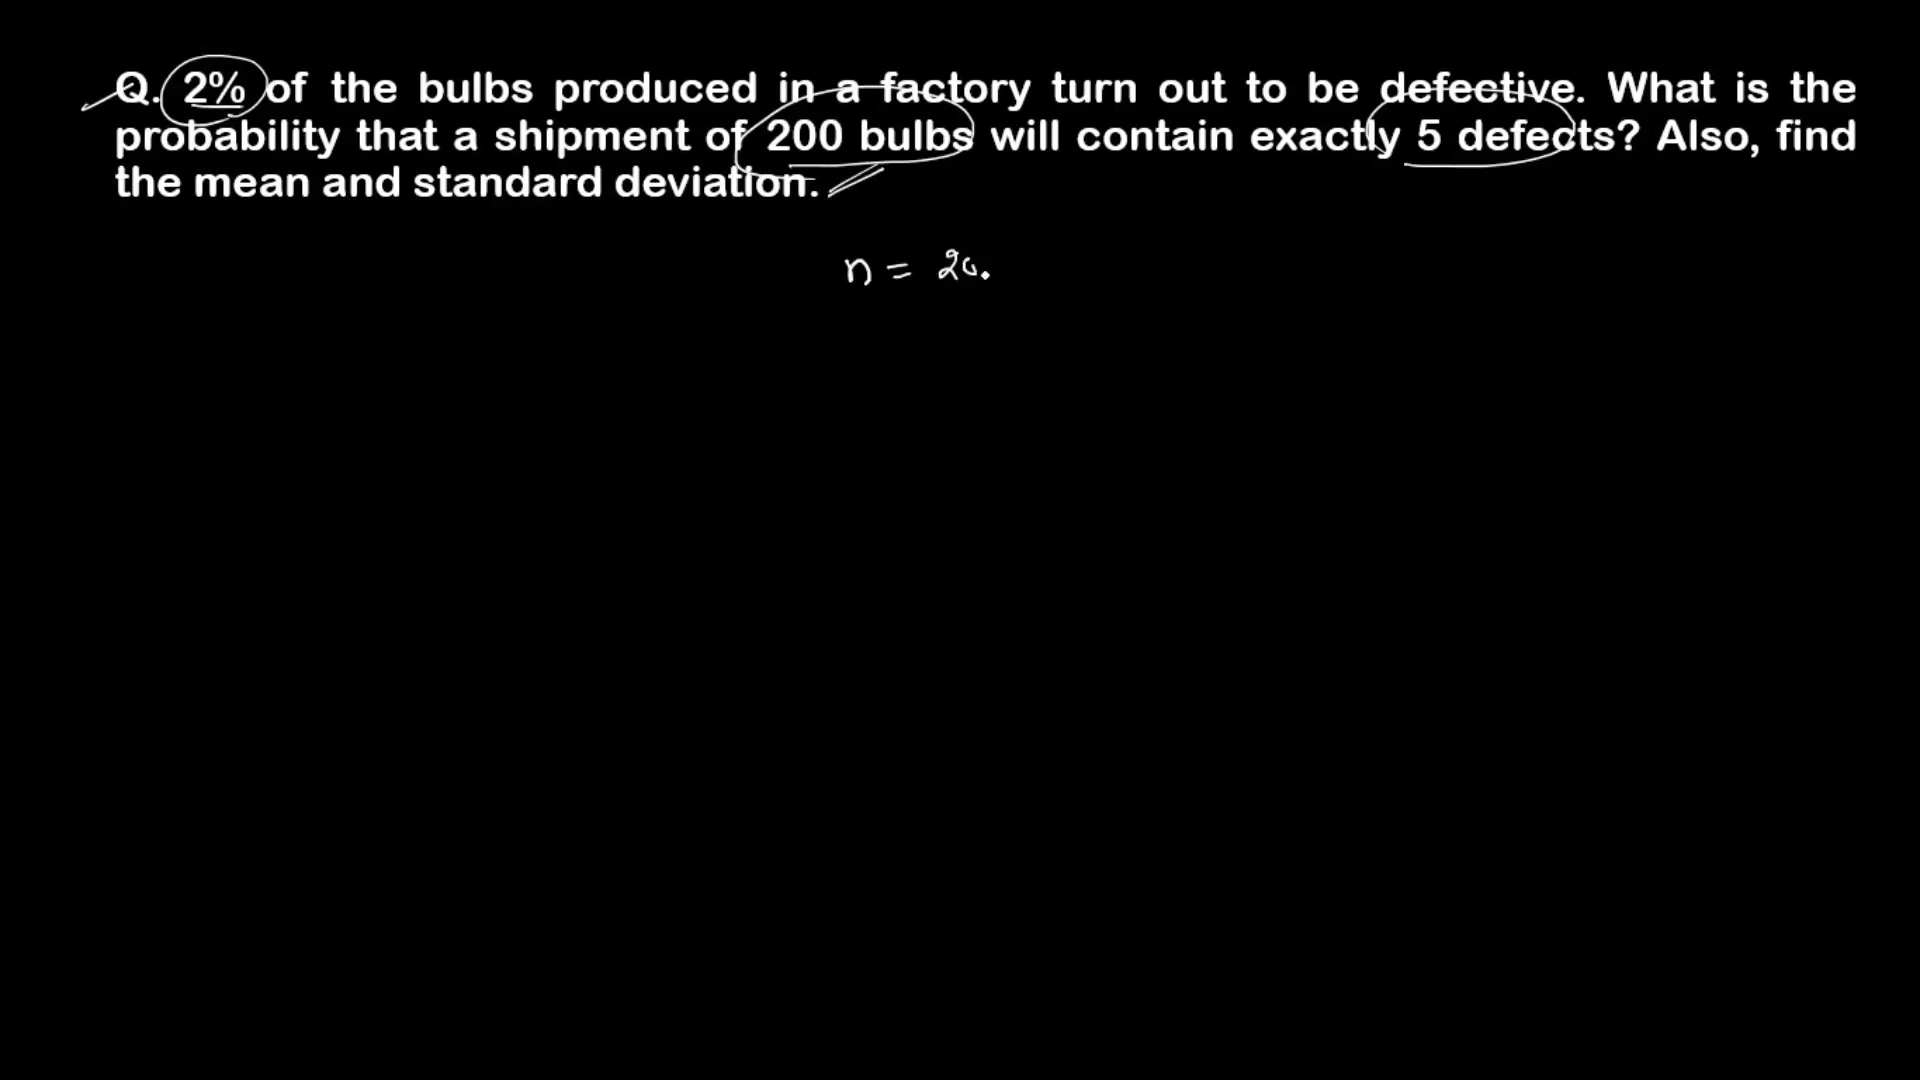 Q. 2% of the bulbs produced in a factory turn out to be defective. What is the
probability that a shipment of 200 bulbs will contain exactly 5 defects? Also, find
the mean and standard deviation.
n = 20.